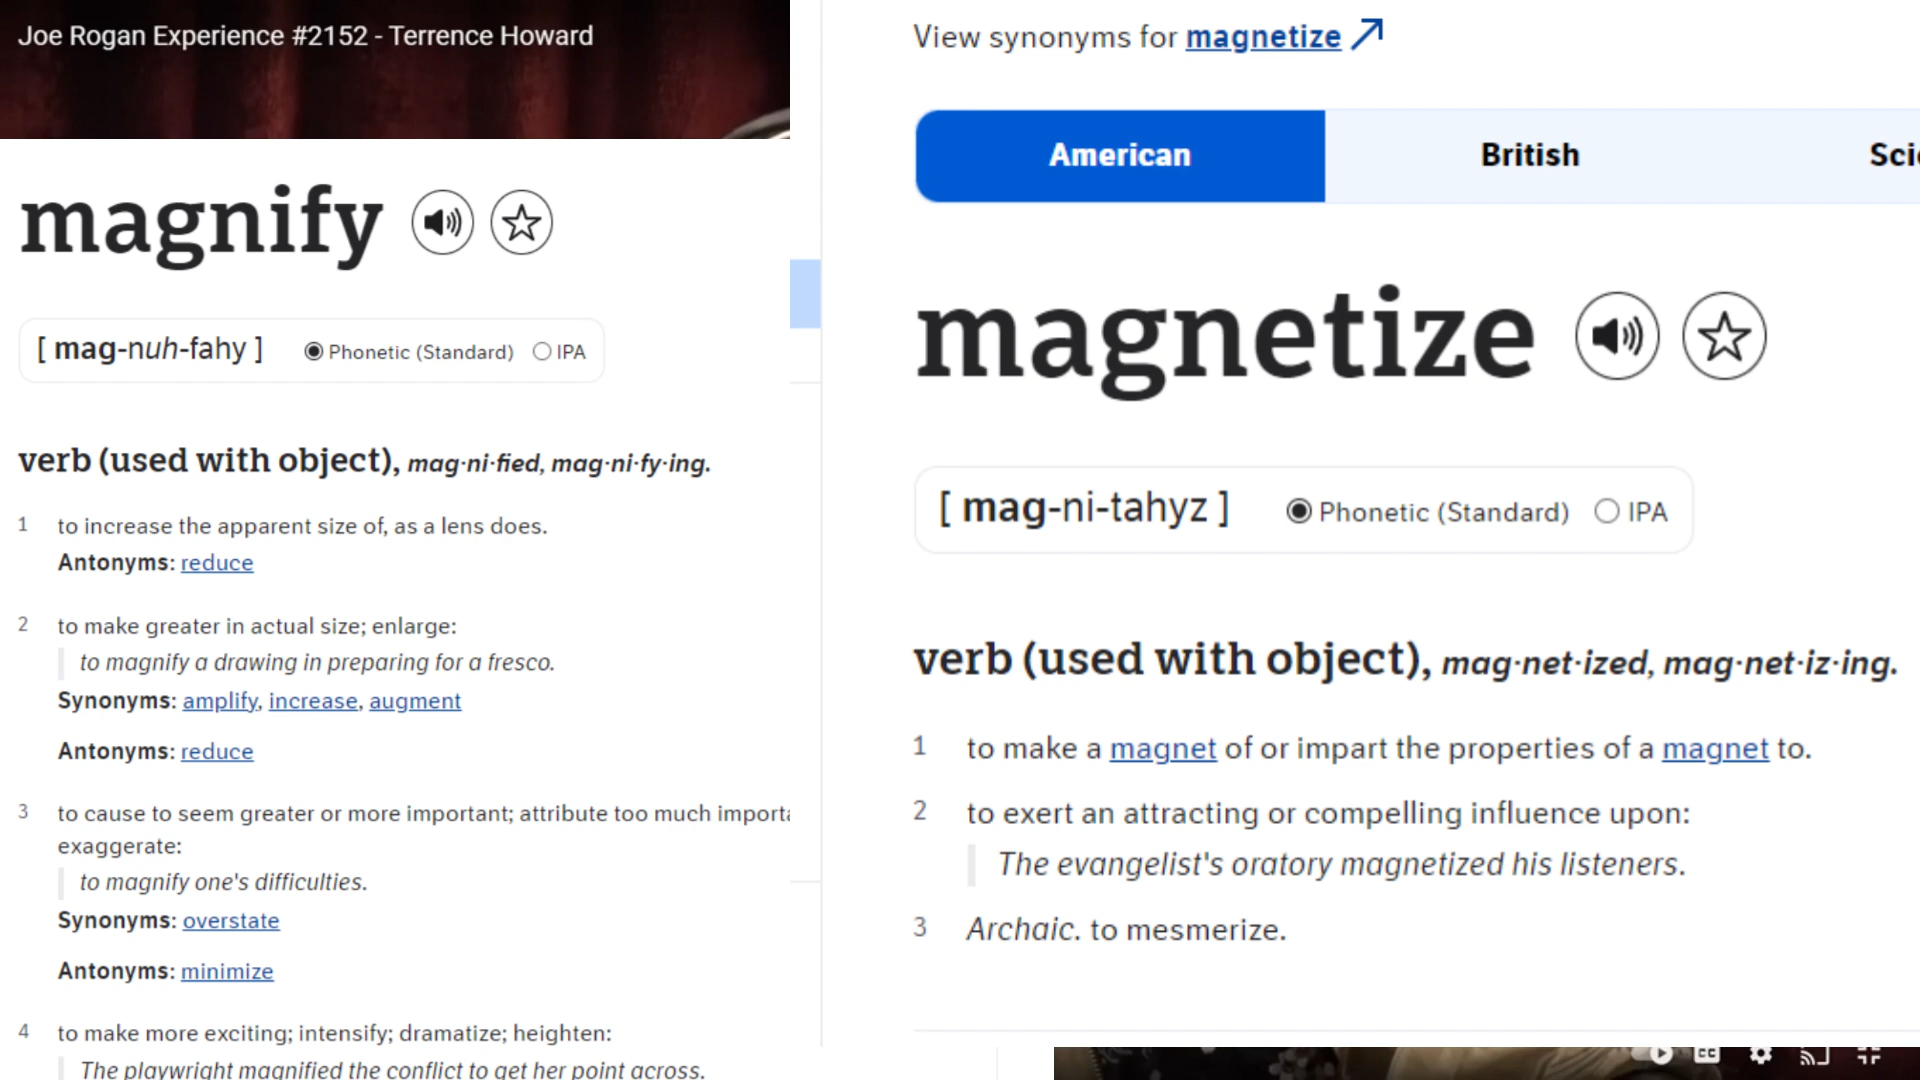 Joe Rogan Experience #2152 - Terrence Howard
magnify
[ mag-nuh-fahy ] Phonetic (Standard) IPA
verb (used with object), mag·ni·fied, mag·ni·fy·ing.
1 to increase the apparent size of, as a lens does.
Antonyms: reduce
2 to make greater in actual size; enlarge:
to magnify a drawing in preparing for a fresco.
Synonyms: amplify, increase, augment
Antonyms: reduce
3 to cause to seem greater or more important; attribute too much
exaggerate:
to magnify one's difficulties.
Synonyms: overstate
Antonyms: minimize
4 to make more exciting; intensify; dramatize; heighten:
The playwright magnified the conflict to get her point across.
View synonyms for magnetize
American British
magnetize
[ mag-ni-tahyz ] Phonetic (Standard) IPA
verb (used with object), mag·net·ized, mag·net·iz·ing.
1 to make a magnet of or impart the properties of a magnet to.
2 to exert an attracting or compelling influence upon:
The evangelist's oratory magnetized his listeners.
3 Archaic. to mesmerize.
CC